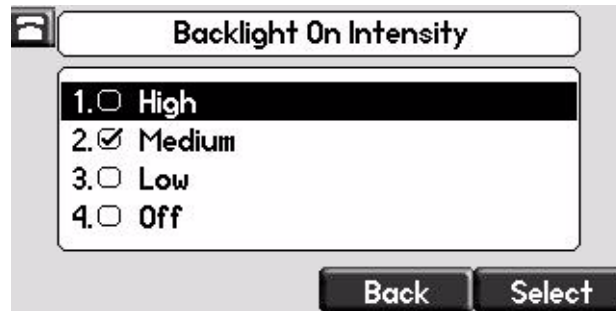 Backlight On Intensity
1. High
2. Medium
3. Low
4. Off
Back Select